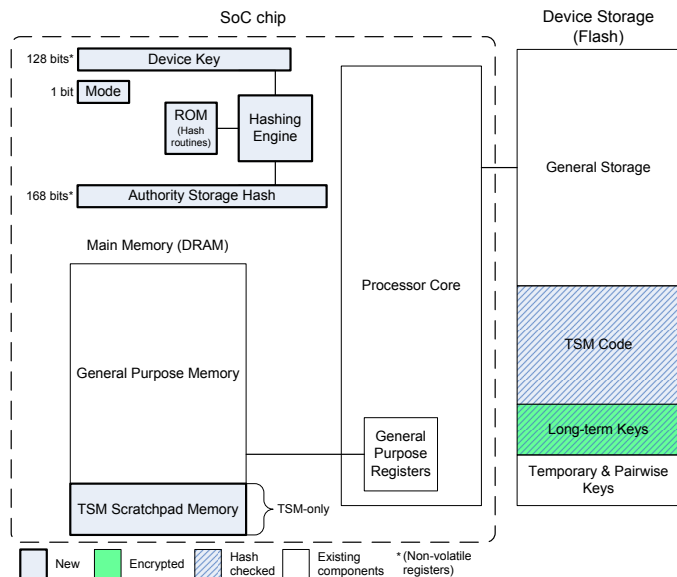 SoC chip
Device Storage
(Flash)
128 bits*
Device Key
1 bit
Mode
ROM
(Hash
routines)
Hashing
Engine
168 bits*
Authority Storage Hash
General Storage
Main Memory (DRAM)
Processor Core
General Purpose Memory
TSM Code
General
Purpose
Registers
Long-term Keys
Temporary & Pairwise
Keys
TSM Scratchpad Memory
TSM-only
New
Encrypted
Hash
checked
Existing
components
* (Non-volatile
registers)